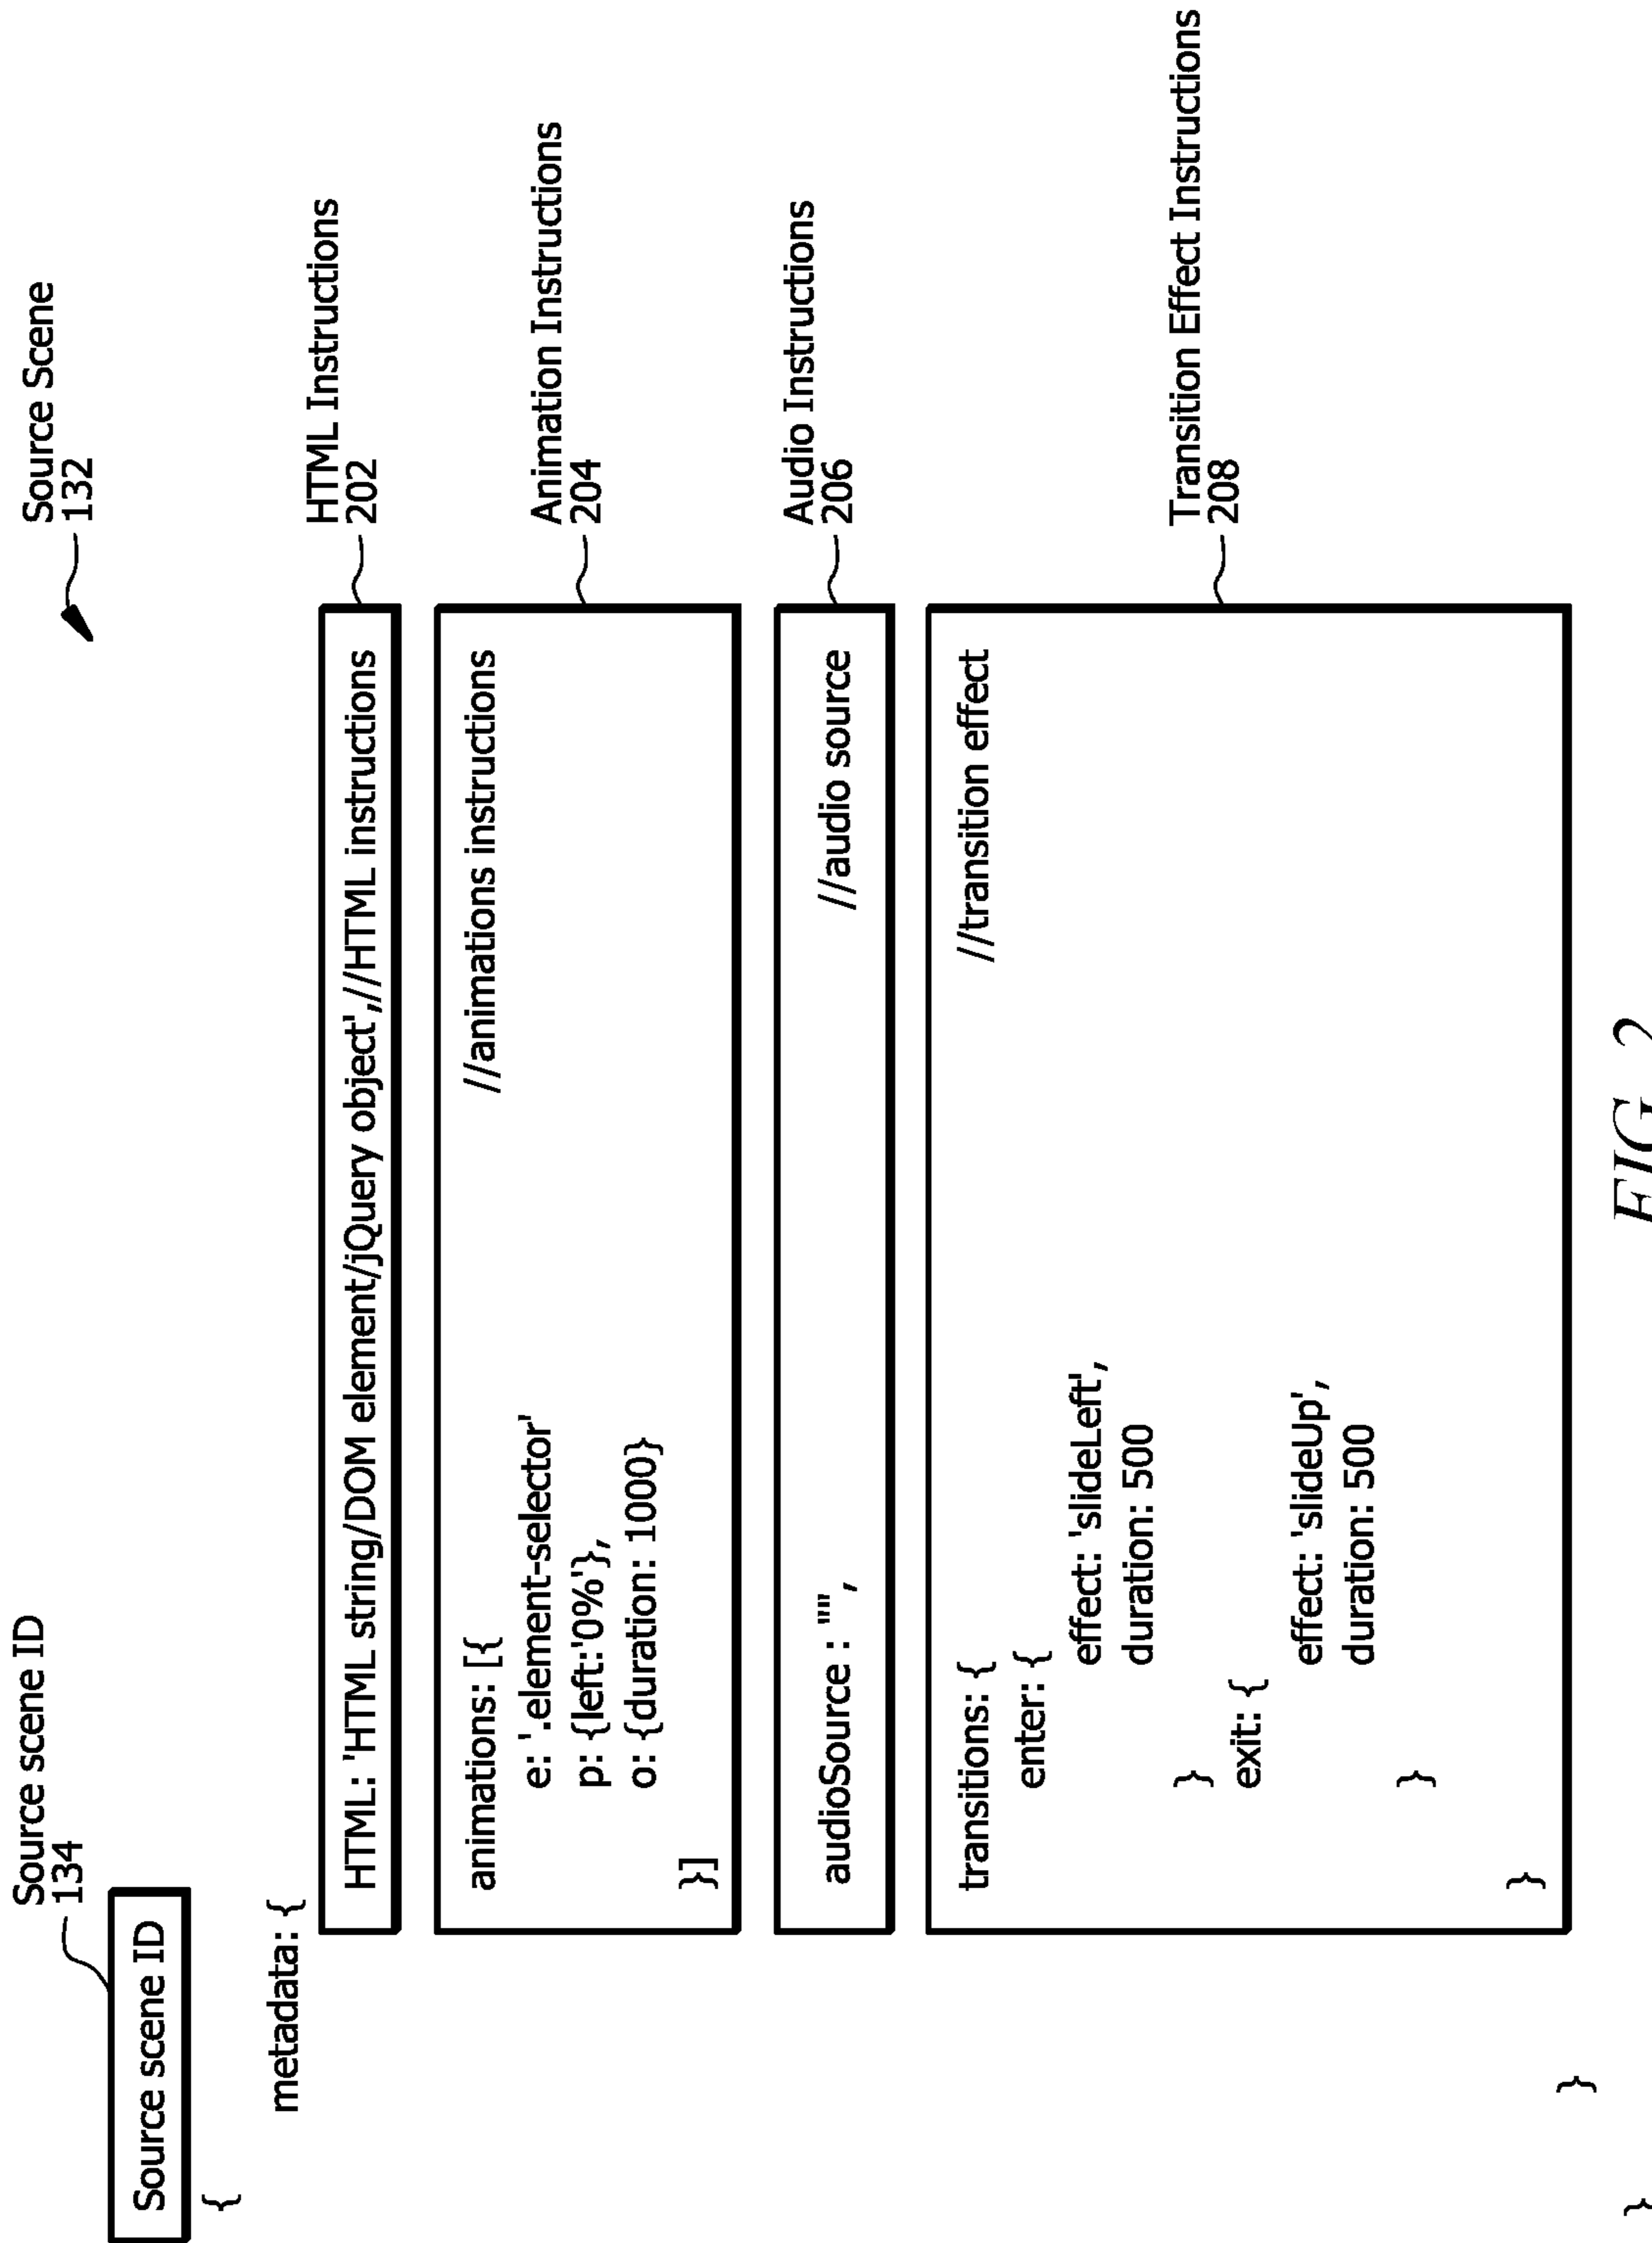 Source Scene
132
Source scene ID
134
Source scene ID
{
metadata: {
HTML Instructions
202
HTML: 'HTML string/DOM element/jQuery object',//HTML instructions
Animation Instructions
204
animations: [{ //animations instructions
e: '.element-selector'
p: {left:'0%'},
o: {duration: 1000}
}]
Audio Instructions
206
audioSource : "", //audio source
Transition Effect Instructions
208
transitions: { //transition effect
enter: {
effect: 'slideLeft',
duration: 500
}
exit: {
effect: 'slideUp',
duration: 500
}
}
}
}
FIG. 2